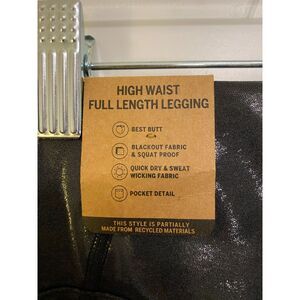 HIGH WAIST
FULL LENGTH LEGGING
BEST BUTT
BLACKOUT FABRIC
& SQUAT PROOF
QUICK DRY & SWEAT
WICKING FABRIC
POCKET DETAIL
THIS STYLE IS PARTIALLY
MADE FROM RECYCLED MATERIALS